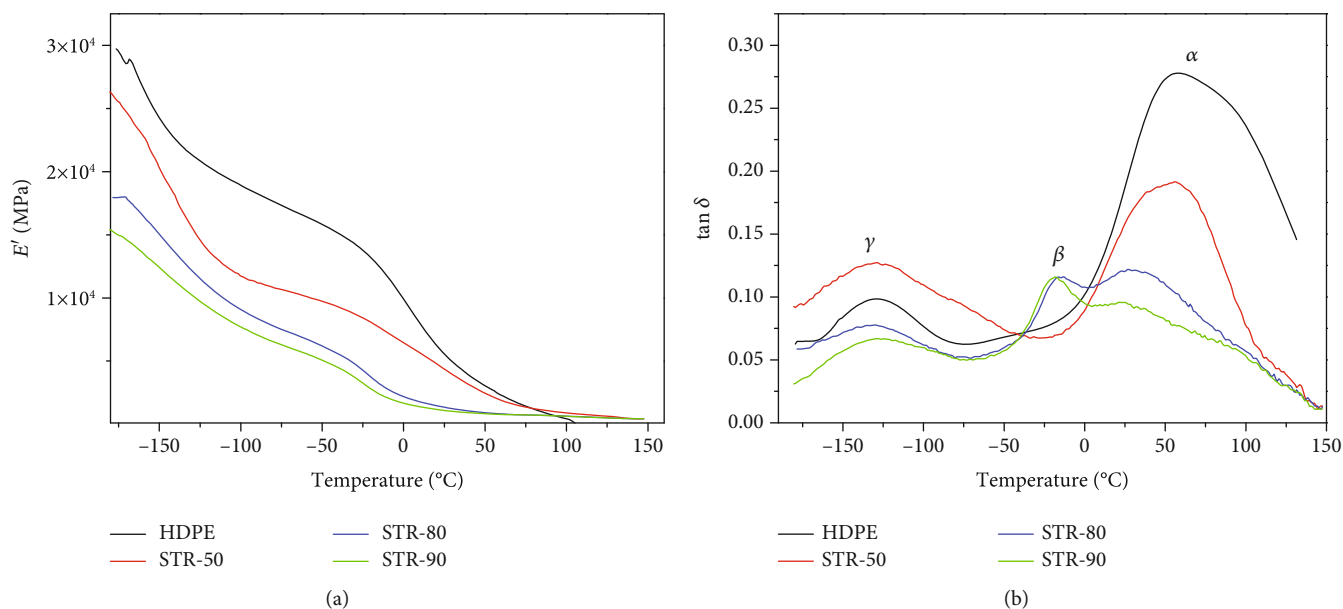 3×10⁴
2×10⁴
1×10⁴
E′ (MPa)
−150 −100 −50 0 50 100 150
Temperature (°C)
HDPE STR-80
STR-50 STR-90
(a)
0.30
0.25
0.20
0.15
0.10
0.05
0.00
tan δ
γ
β
α
−150 −100 −50 0 50 100 150
Temperature (°C)
HDPE STR-80
STR-50 STR-90
(b)